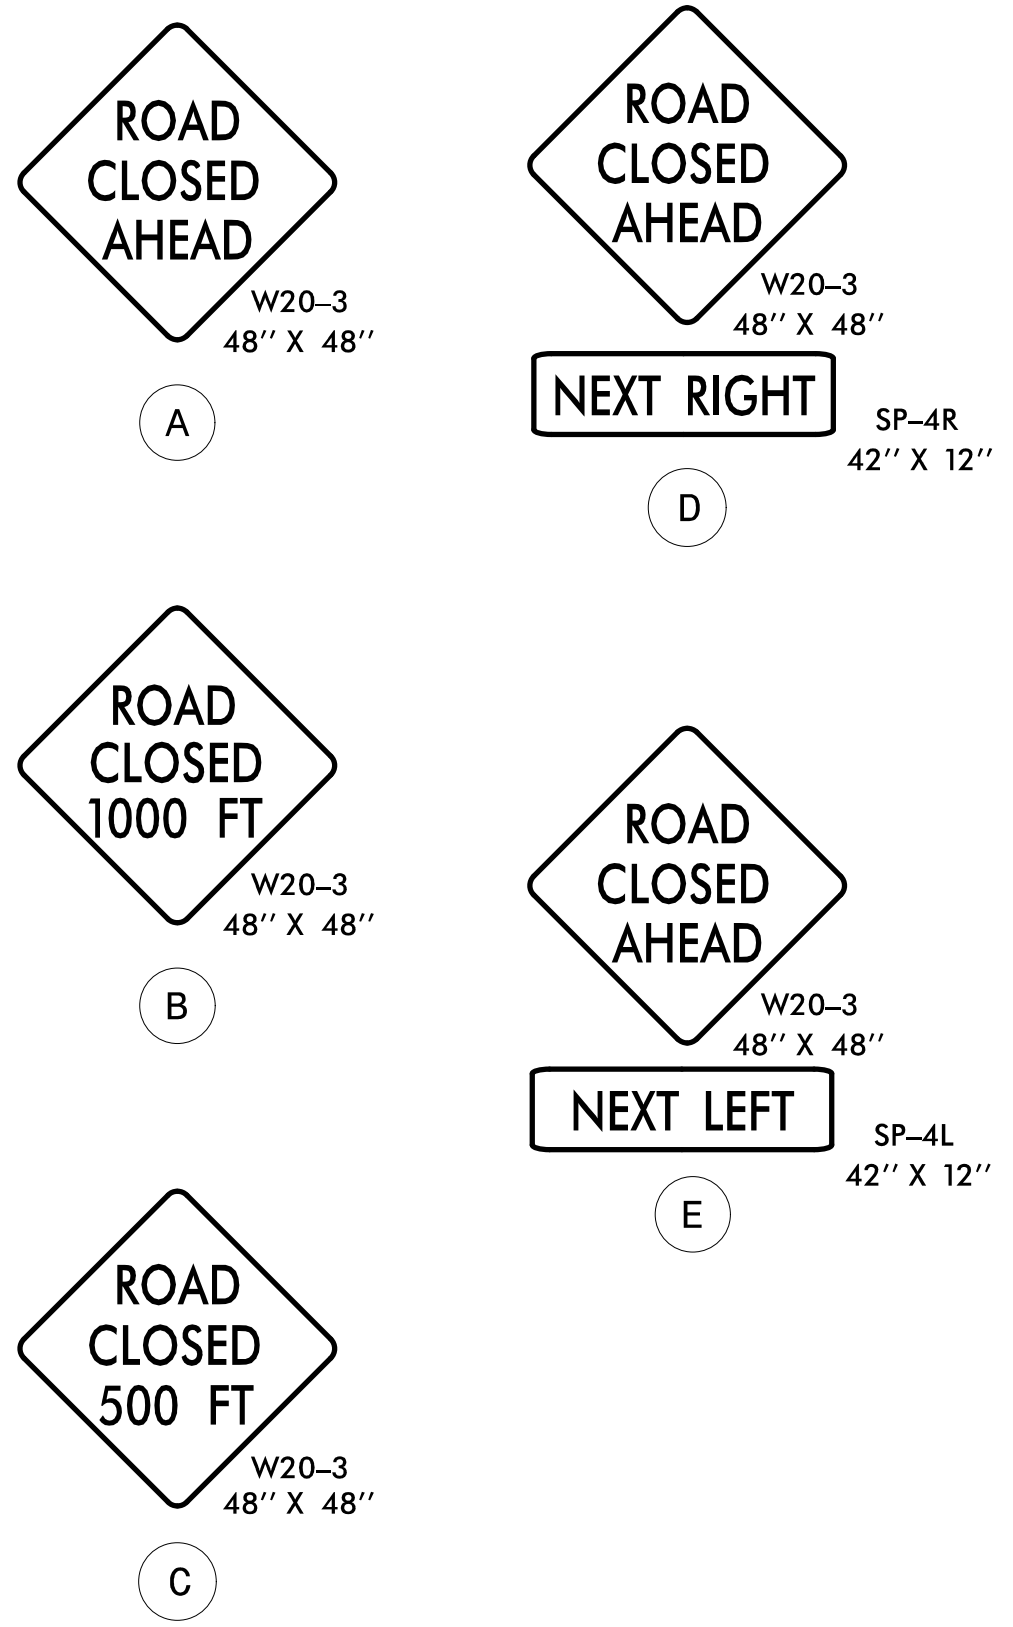 ROAD
CLOSED
AHEAD
W20–3
48'' X 48''
A
ROAD
CLOSED
1000 FT
W20–3
48'' X 48''
B
ROAD
CLOSED
500 FT
W20–3
48'' X 48''
C
ROAD
CLOSED
AHEAD
W20–3
48'' X 48''
NEXT RIGHT
SP–4R
42'' X 12''
D
ROAD
CLOSED
AHEAD
W20–3
48'' X 48''
NEXT LEFT
SP–4L
42'' X 12''
E